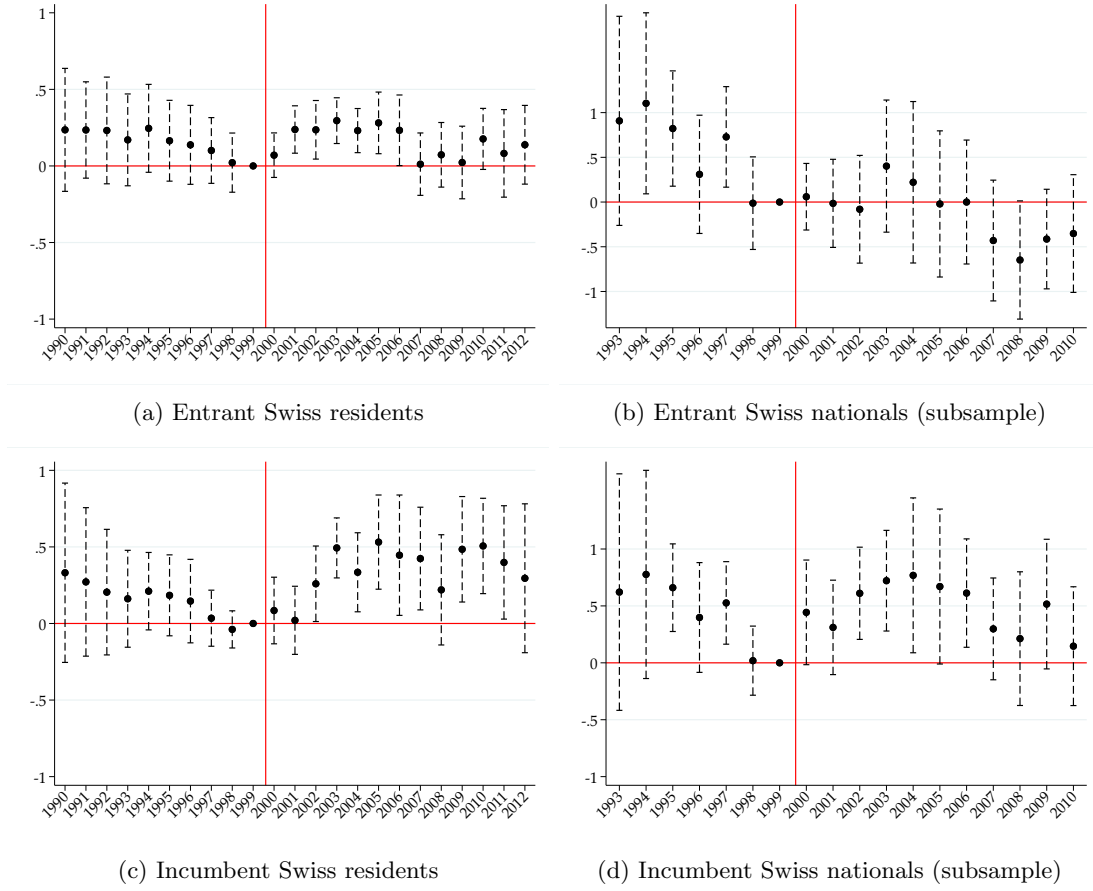 1
.5
0
-.5
-1
1990 1991 1992 1993 1994 1995 1996 1997 1998 1999 2000 2001 2002 2003 2004 2005 2006 2007 2008 2009 2010 2011 2012
(a) Entrant Swiss residents
1
.5
0
-.5
-1
1993 1994 1995 1996 1997 1998 1999 2000 2001 2002 2003 2004 2005 2006 2007 2008 2009 2010
(b) Entrant Swiss nationals (subsample)
1
.5
0
-.5
-1
1990 1991 1992 1993 1994 1995 1996 1997 1998 1999 2000 2001 2002 2003 2004 2005 2006 2007 2008 2009 2010 2011 2012
(c) Incumbent Swiss residents
1
.5
0
-.5
-1
1993 1994 1995 1996 1997 1998 1999 2000 2001 2002 2003 2004 2005 2006 2007 2008 2009 2010
(d) Incumbent Swiss nationals (subsample)